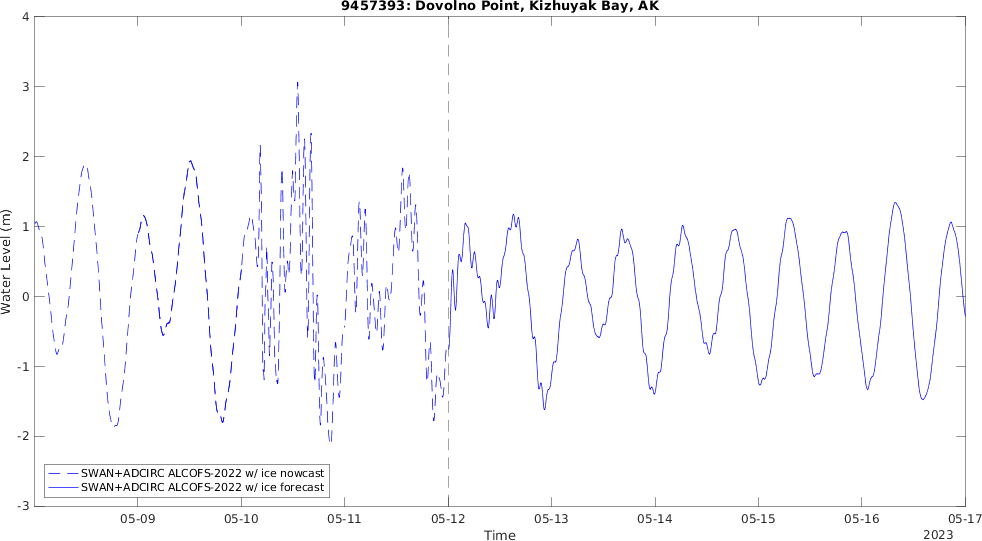 9457393: Dovolno Point, Kizhuyak Bay, AK
4
3
2
1
0
-1
-2
-3
Water Level (m)
SWAN+ADCIRC ALCOFS-2022 w/ ice nowcast
SWAN+ADCIRC ALCOFS-2022 w/ ice forecast
05-09 05-10 05-11 05-12 05-13 05-14 05-15 05-16 05-17
Time
2023